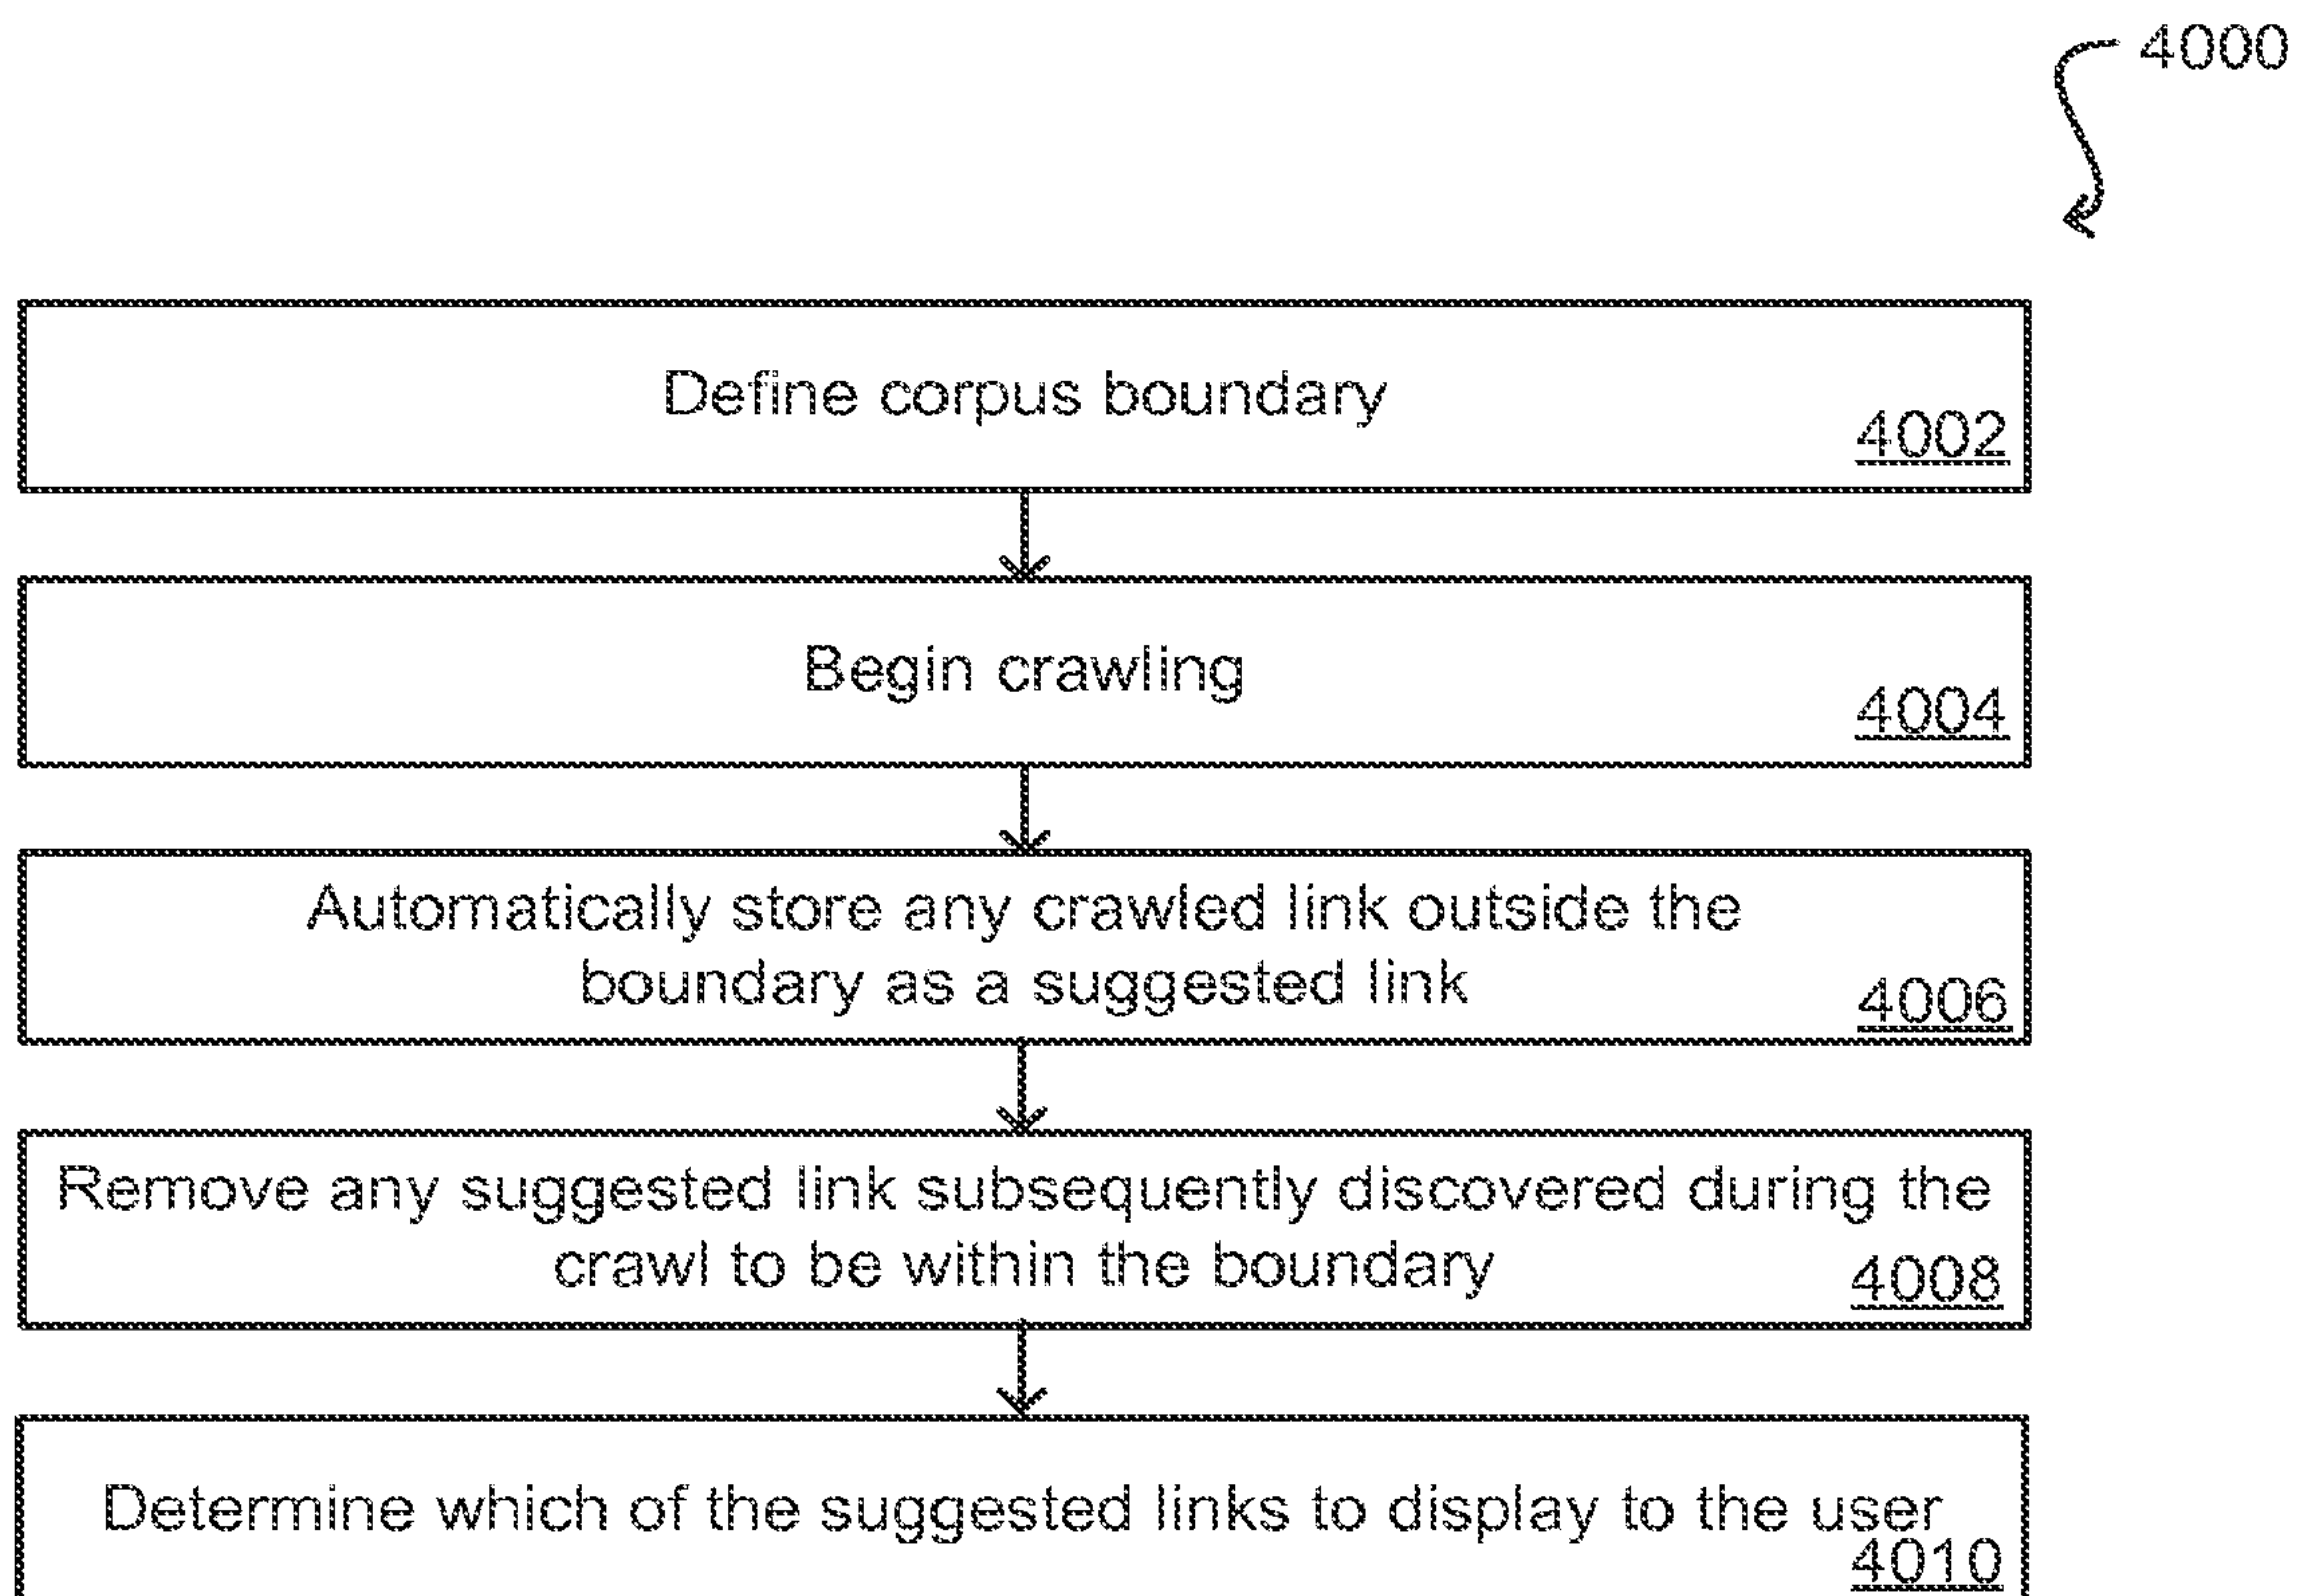 4000
Define corpus boundary
4002
Begin crawling
4004
Automatically store any crawled link outside the
boundary as a suggested link
4006
Remove any suggested link subsequently discovered during the
crawl to be within the boundary
4008
Determine which of the suggested links to display to the user
4010